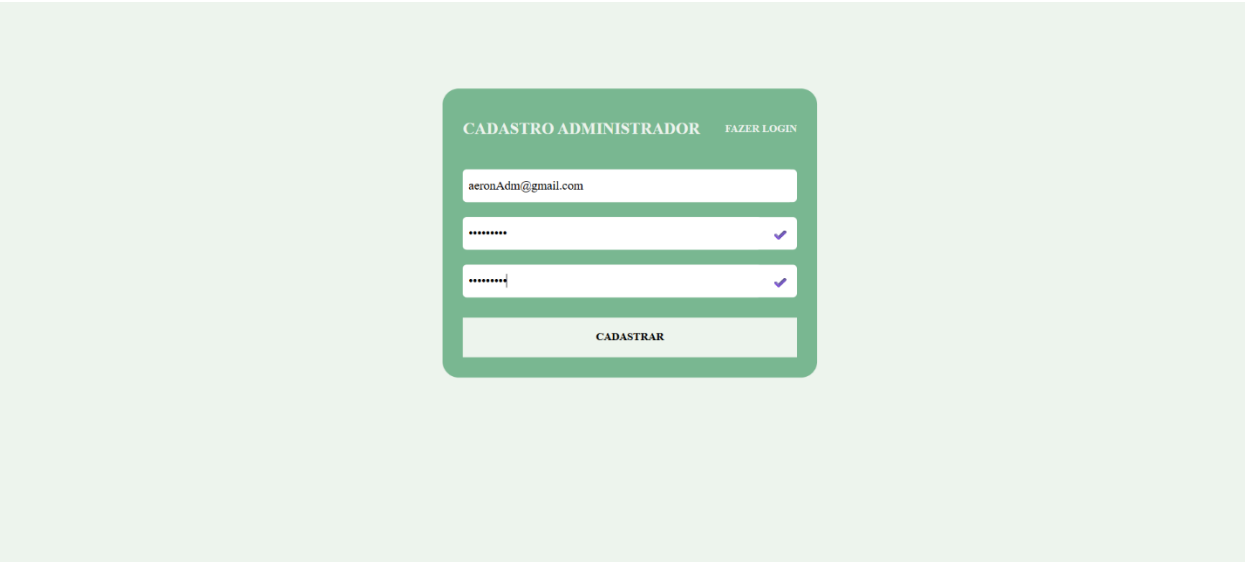 CADASTRO ADMINISTRADOR FAZER LOGIN
aeronAdm@gmail.com
•••••••••
•••••••••
CADASTRAR